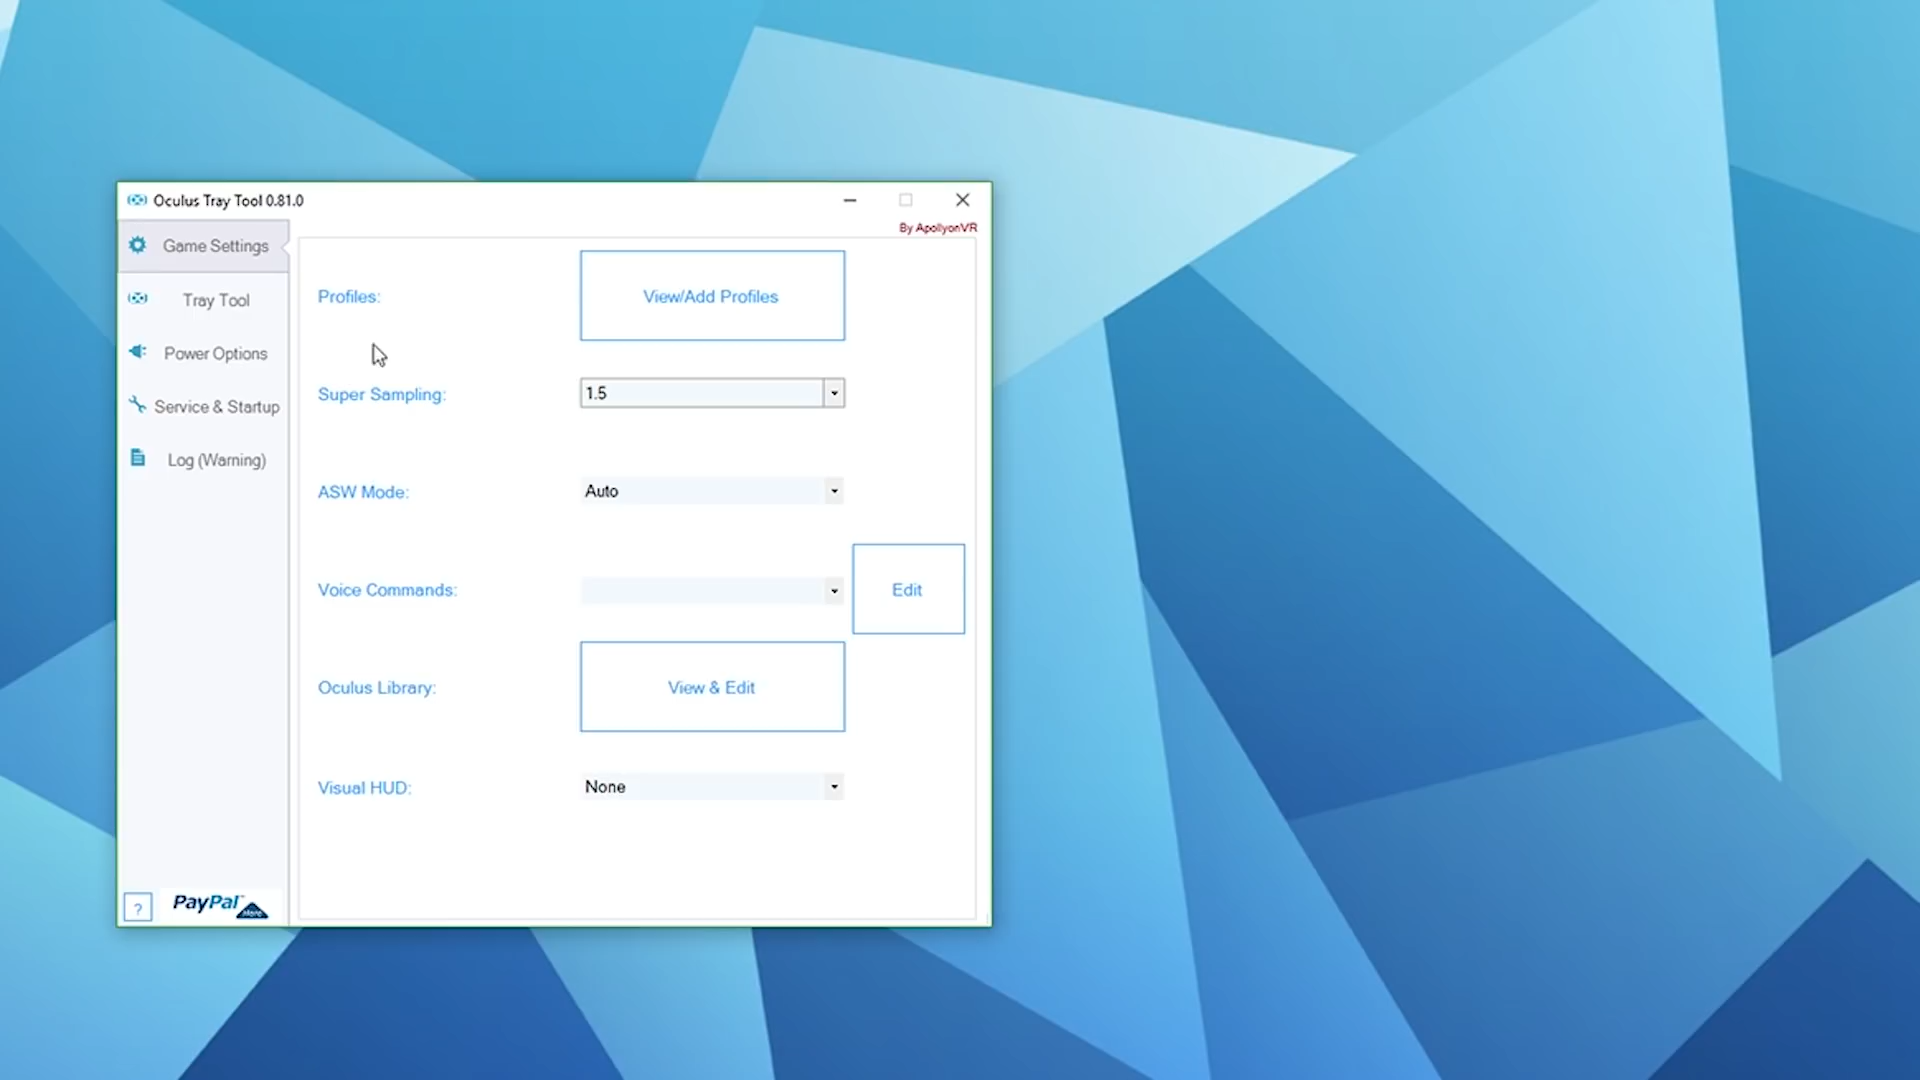 Oculus Tray Tool 0.81.0
By ApollyonVR
Game Settings
Tray Tool
Power Options
Service & Startup
Log (Warning)
Profiles:
View/Add Profiles
Super Sampling:
1.5
ASW Mode:
Auto
Voice Commands:
Edit
Oculus Library:
View & Edit
Visual HUD:
None
?
PayPal